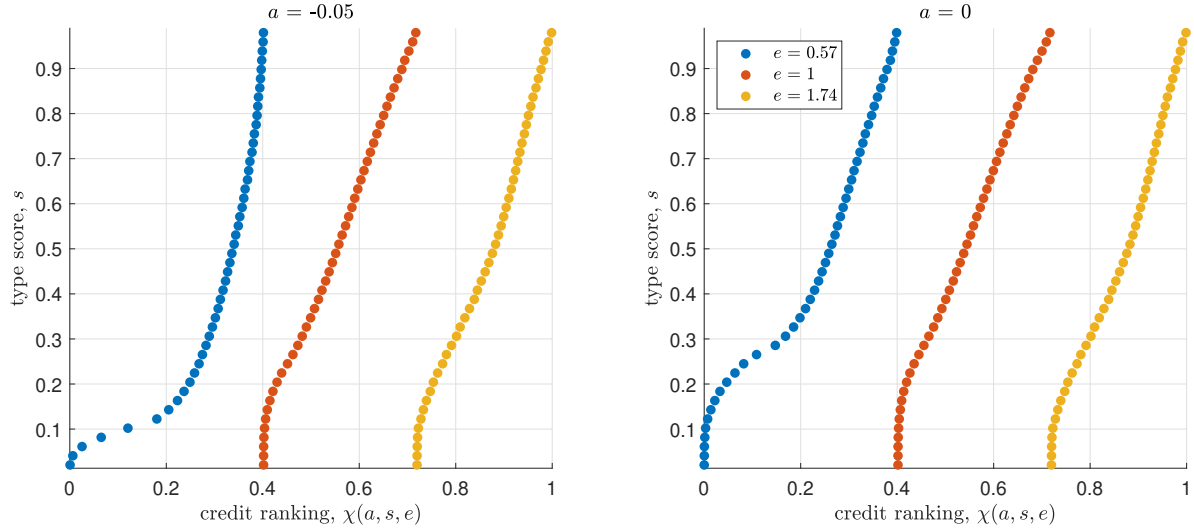 a = -0.05
0.9
0.8
0.7
0.6
0.5
0.4
0.3
0.2
0.1
type score, s
0 0.2 0.4 0.6 0.8 1
credit ranking, χ(a, s, e)
a = 0
e = 0.57
e = 1
e = 1.74
0.9
0.8
0.7
0.6
0.5
0.4
0.3
0.2
0.1
type score, s
0 0.2 0.4 0.6 0.8 1
credit ranking, χ(a, s, e)